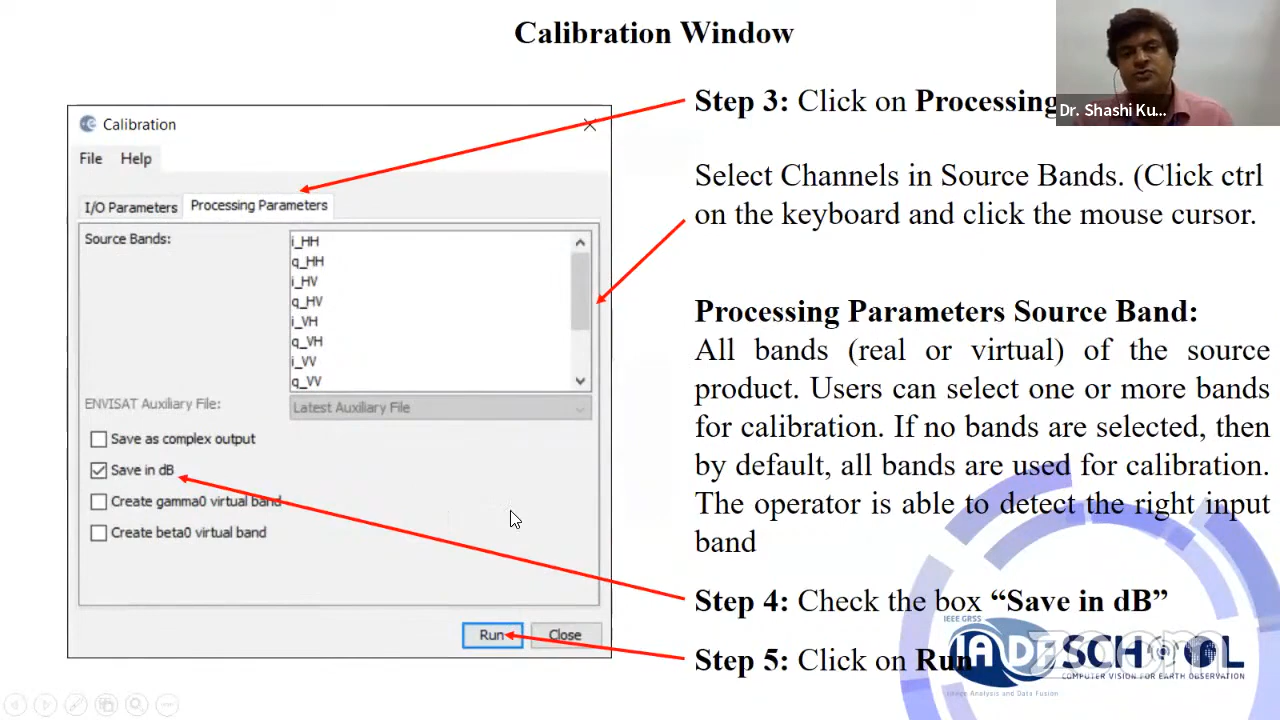 Calibration Window
Dr. Shashi Ku...
Step 3: Click on Processing
Select Channels in Source Bands. (Click ctrl
on the keyboard and click the mouse cursor.
Processing Parameters Source Band:
All bands (real or virtual) of the source
product. Users can select one or more bands
for calibration. If no bands are selected, then
by default, all bands are used for calibration.
The operator is able to detect the right input
band
Step 4: Check the box “Save in dB”
Step 5: Click on Run
Calibration
File Help
I/O Parameters Processing Parameters
Source Bands:
i_HH
q_HH
i_HV
q_HV
i_VH
q_VH
i_VV
q_VV
ENVISAT Auxiliary File: Latest Auxiliary File
Save as complex output
Save in dB
Create gamma0 virtual band
Create beta0 virtual band
Run Close
IEEE GRSS
IADF SCHOOL
COMPUTER VISION FOR EARTH OBSERVATION
Image Analysis and Data Fusion
zoom